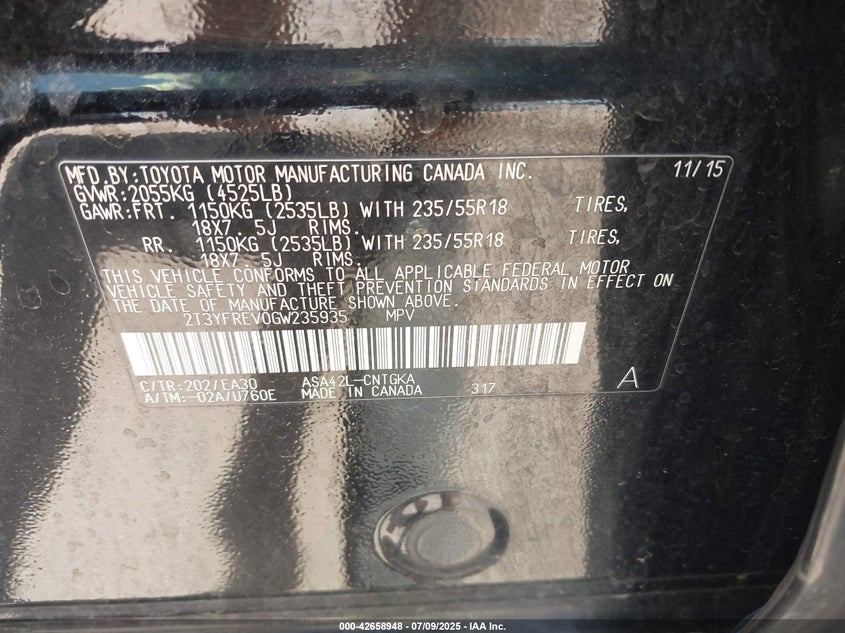 MFD.BY:TOYOTA MOTOR MANUFACTURING CANADA INC. 11/15
GVWR:2055KG (4525LB)
GAWR:FRT. 1150KG (2535LB) WITH 235/55R18 TIRES,
18X7.5J RIMS.
RR. 1150KG (2535LB) WITH 235/55R18 TIRES,
18X7.5J RIMS.
THIS VEHICLE CONFORMS TO ALL APPLICABLE FEDERAL MOTOR
VEHICLE SAFETY AND THEFT PREVENTION STANDARDS IN EFFECT ON
THE DATE OF MANUFACTURE SHOWN ABOVE.
2T3YFREV0GW235935 MPV
C/TR:202/EA30 ASA42L-CNTGKA
A/TM:-02A/U760E MADE IN CANADA 317 A
000-42658948 - 07/09/2025 - IAA Inc.